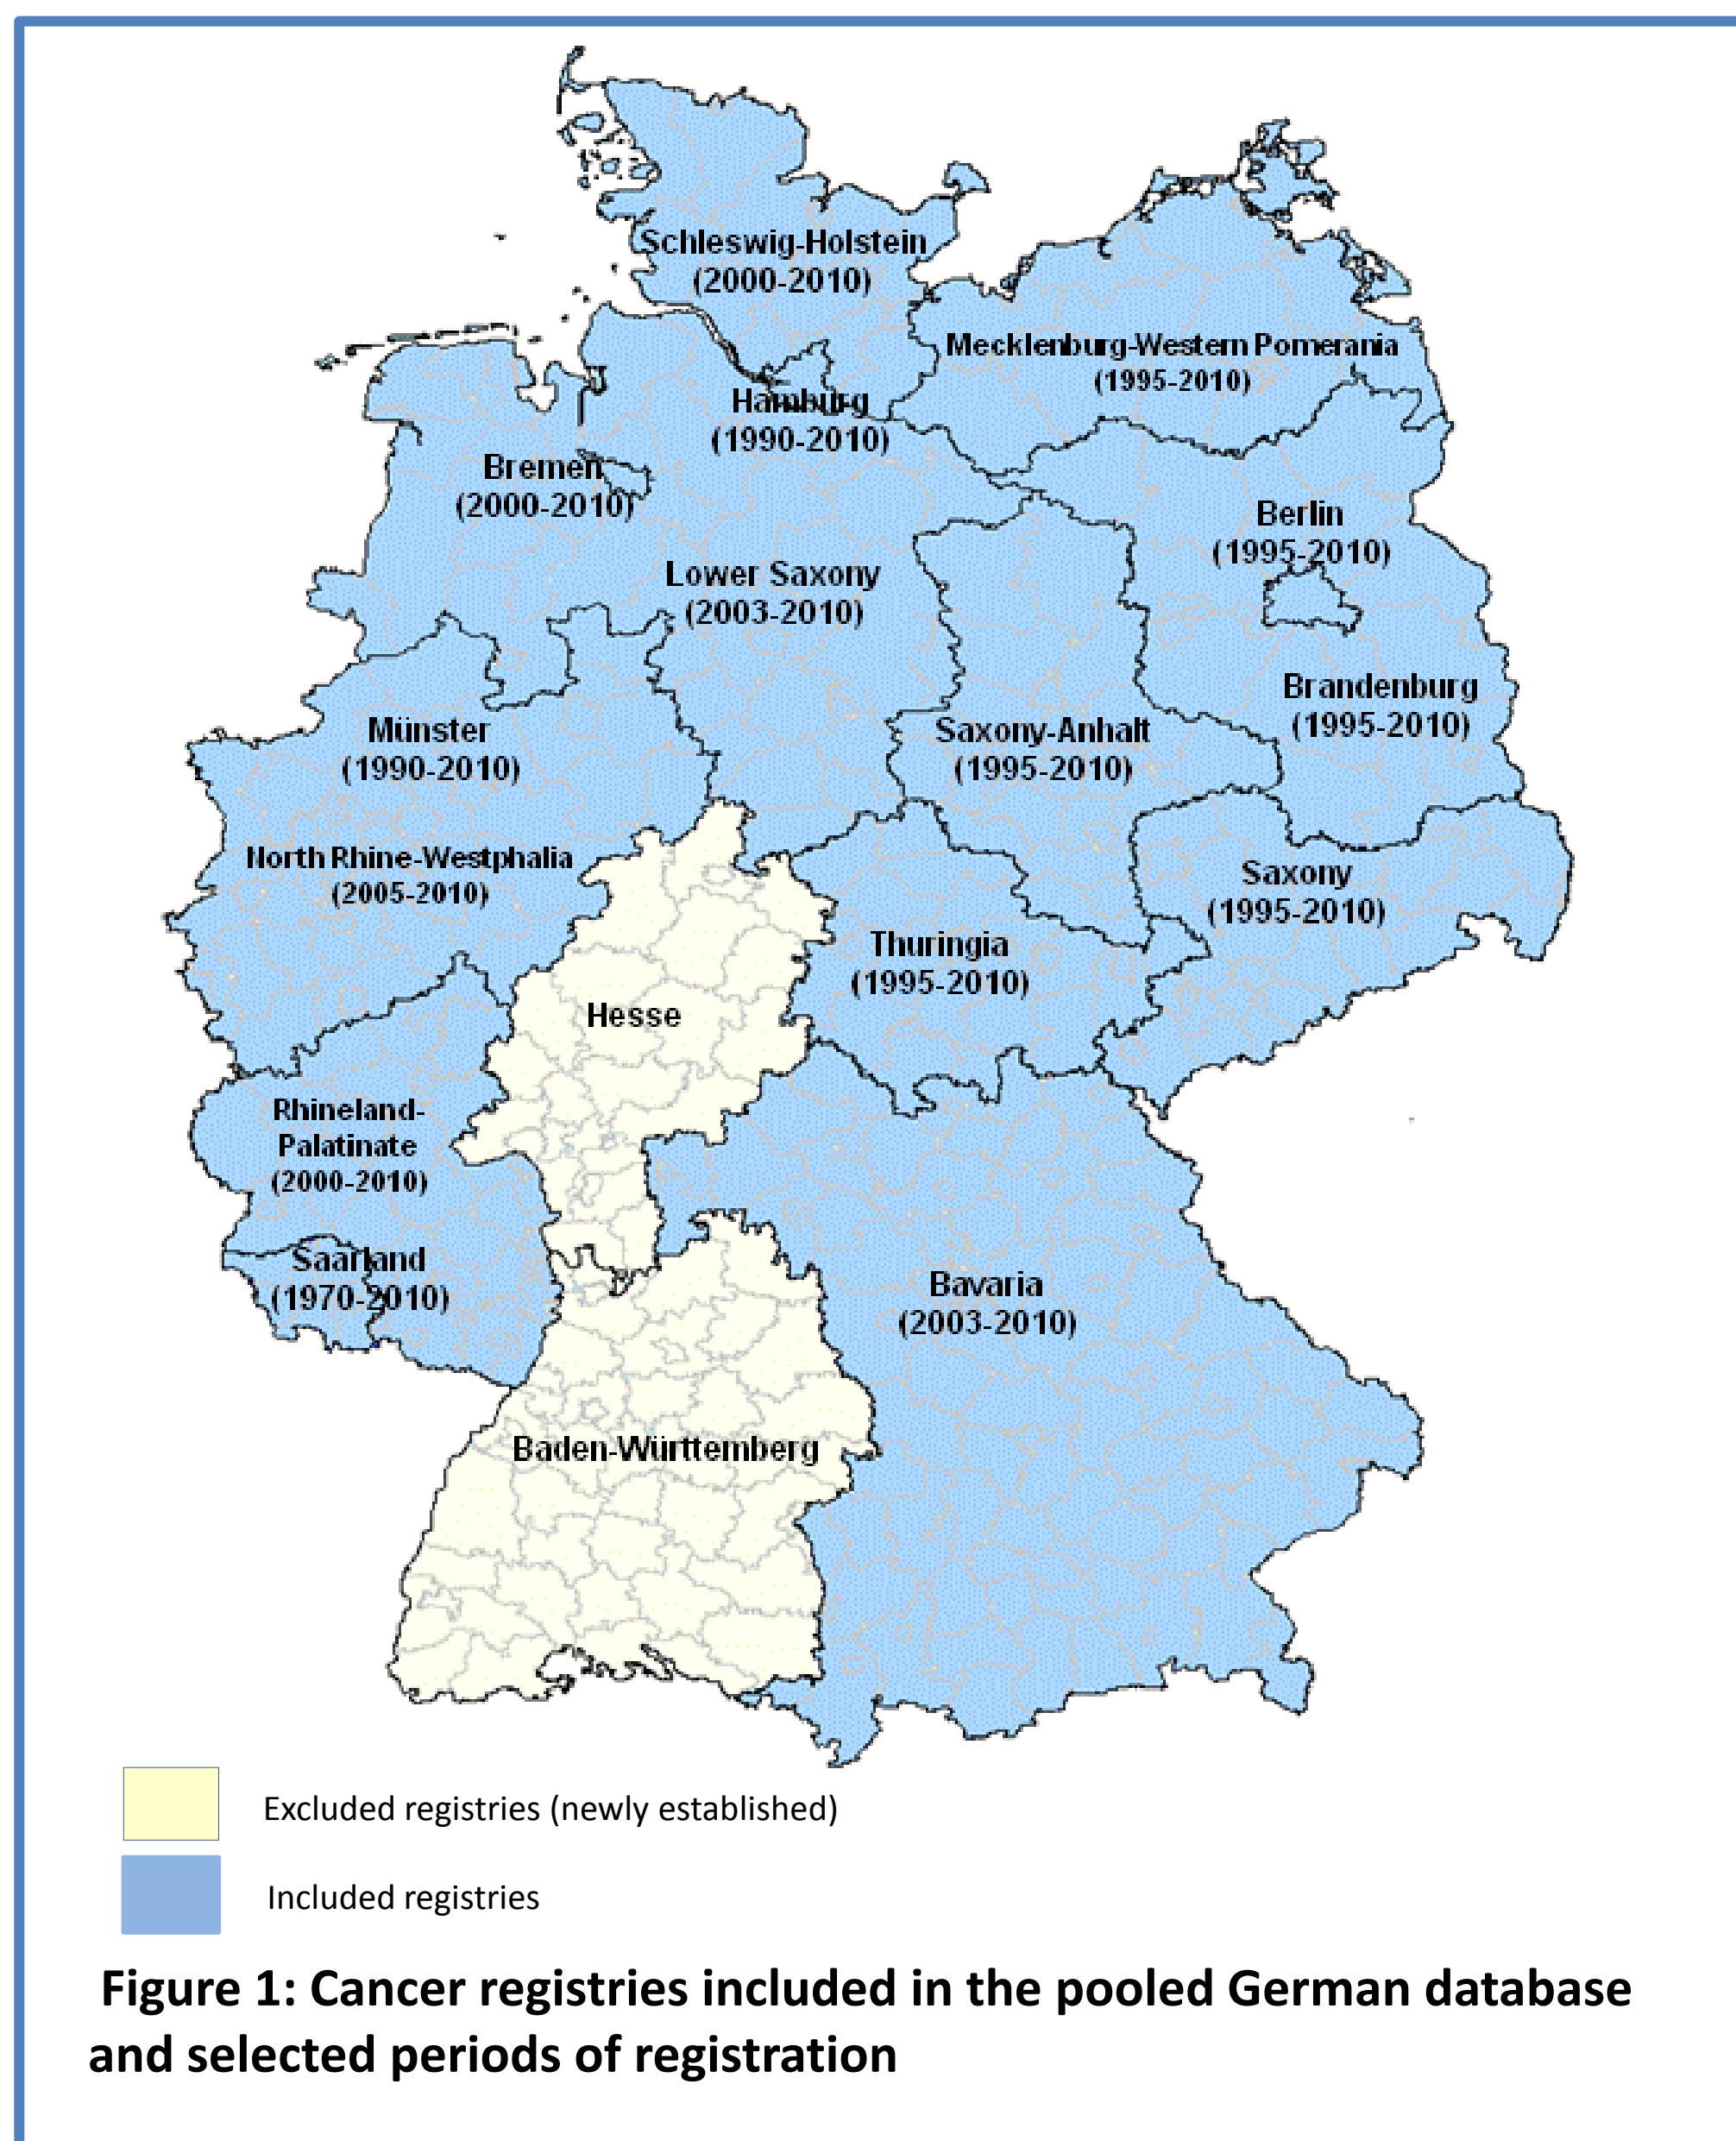 Schleswig-Holstein
(2000-2010)
Mecklenburg-Western Pomerania
(1995-2010)
Hamburg
(1990-2010)
Bremen
(2000-2010)
Berlin
(1995-2010)
Lower Saxony
(2003-2010)
Brandenburg
(1995-2010)
Münster
(1990-2010)
Saxony-Anhalt
(1995-2010)
North Rhine-Westphalia
(2005-2010)
Saxony
(1995-2010)
Thuringia
(1995-2010)
Hesse
Rhineland-
Palatinate
(2000-2010)
Saarland
(1970-2010)
Bavaria
(2003-2010)
Baden-Württemberg
Excluded registries (newly established)
Included registries
Figure 1: Cancer registries included in the pooled German database
and selected periods of registration